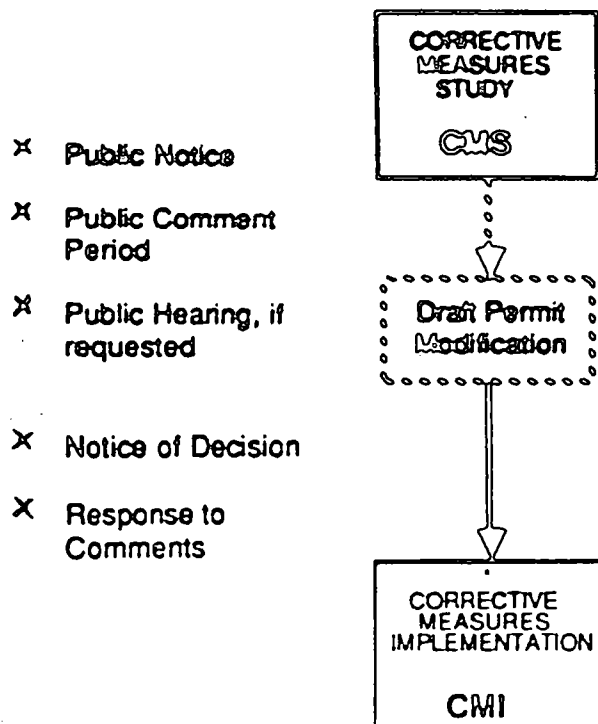 CORRECTIVE
MEASURES
STUDY
CMS
× Public Notice
× Public Comment
Period
× Public Hearing, if
requested
Draft Permit
Modification
× Notice of Decision
× Response to
Comments
CORRECTIVE
MEASURES
IMPLEMENTATION
CMI